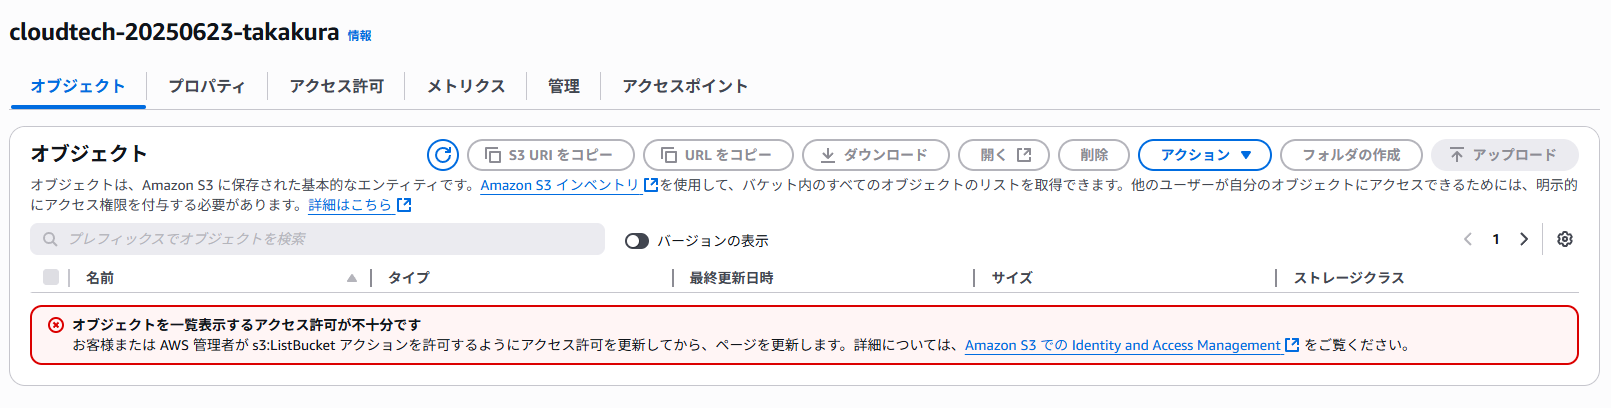 cloudtech-20250623-takakura 情報
オブジェクト プロパティ アクセス許可 メトリクス 管理 アクセスポイント
オブジェクト S3 URI をコピー URL をコピー ダウンロード 開く 削除 アクション フォルダの作成 アップロード
オブジェクトは、Amazon S3 に保存された基本的なエンティティです。Amazon S3 インベントリ を使用して、バケット内のすべてのオブジェクトのリストを取得できます。他のユーザーが自分のオブジェクトにアクセスできるためには、明示的
にアクセス権限を付与する必要があります。詳細はこちら
プレフィックスでオブジェクトを検索 バージョンの表示 1
名前 タイプ 最終更新日時 サイズ ストレージクラス
オブジェクトを一覧表示するアクセス許可が不十分です
お客様または AWS 管理者が s3:ListBucket アクションを許可するようにアクセス許可を更新してから、ページを更新します。詳細については、Amazon S3 での Identity and Access Management をご覧ください。